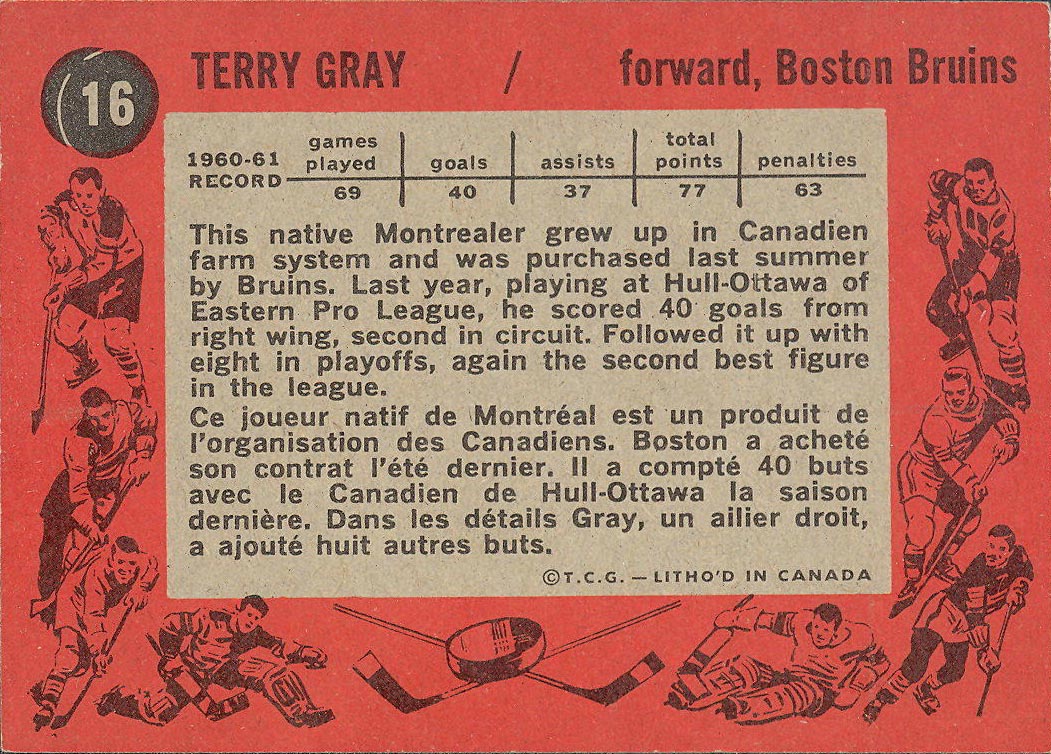 16
TERRY GRAY / forward, Boston Bruins
1960-61 RECORD games played goals assists total points penalties
69 40 37 77 63
This native Montrealer grew up in Canadien
farm system and was purchased last summer
by Bruins. Last year, playing at Hull-Ottawa of
Eastern Pro League, he scored 40 goals from
right wing, second in circuit. Followed it up with
eight in playoffs, again the second best figure
in the league.
Ce joueur natif de Montréal est un produit de
l'organisation des Canadiens. Boston a acheté
son contrat l'été dernier. Il a compté 40 buts
avec le Canadien de Hull-Ottawa la saison
dernière. Dans les détails Gray, un ailier droit,
a ajouté huit autres buts.
©T.C.G. — LITHO'D IN CANADA